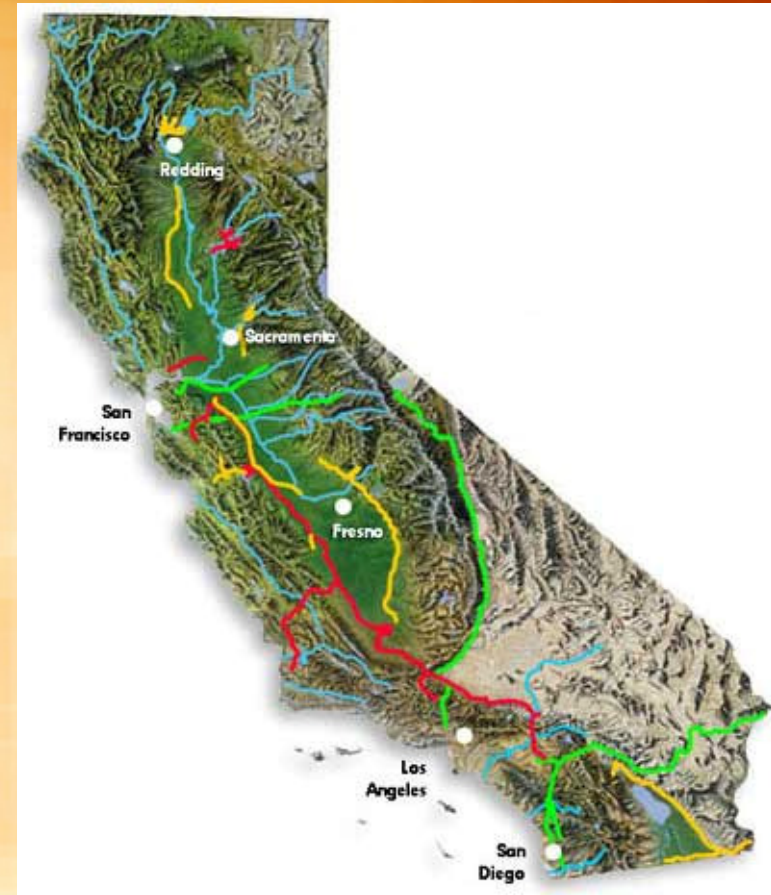 Redding
Sacramento
San
Francisco
Fresno
Los
Angeles
San
Diego